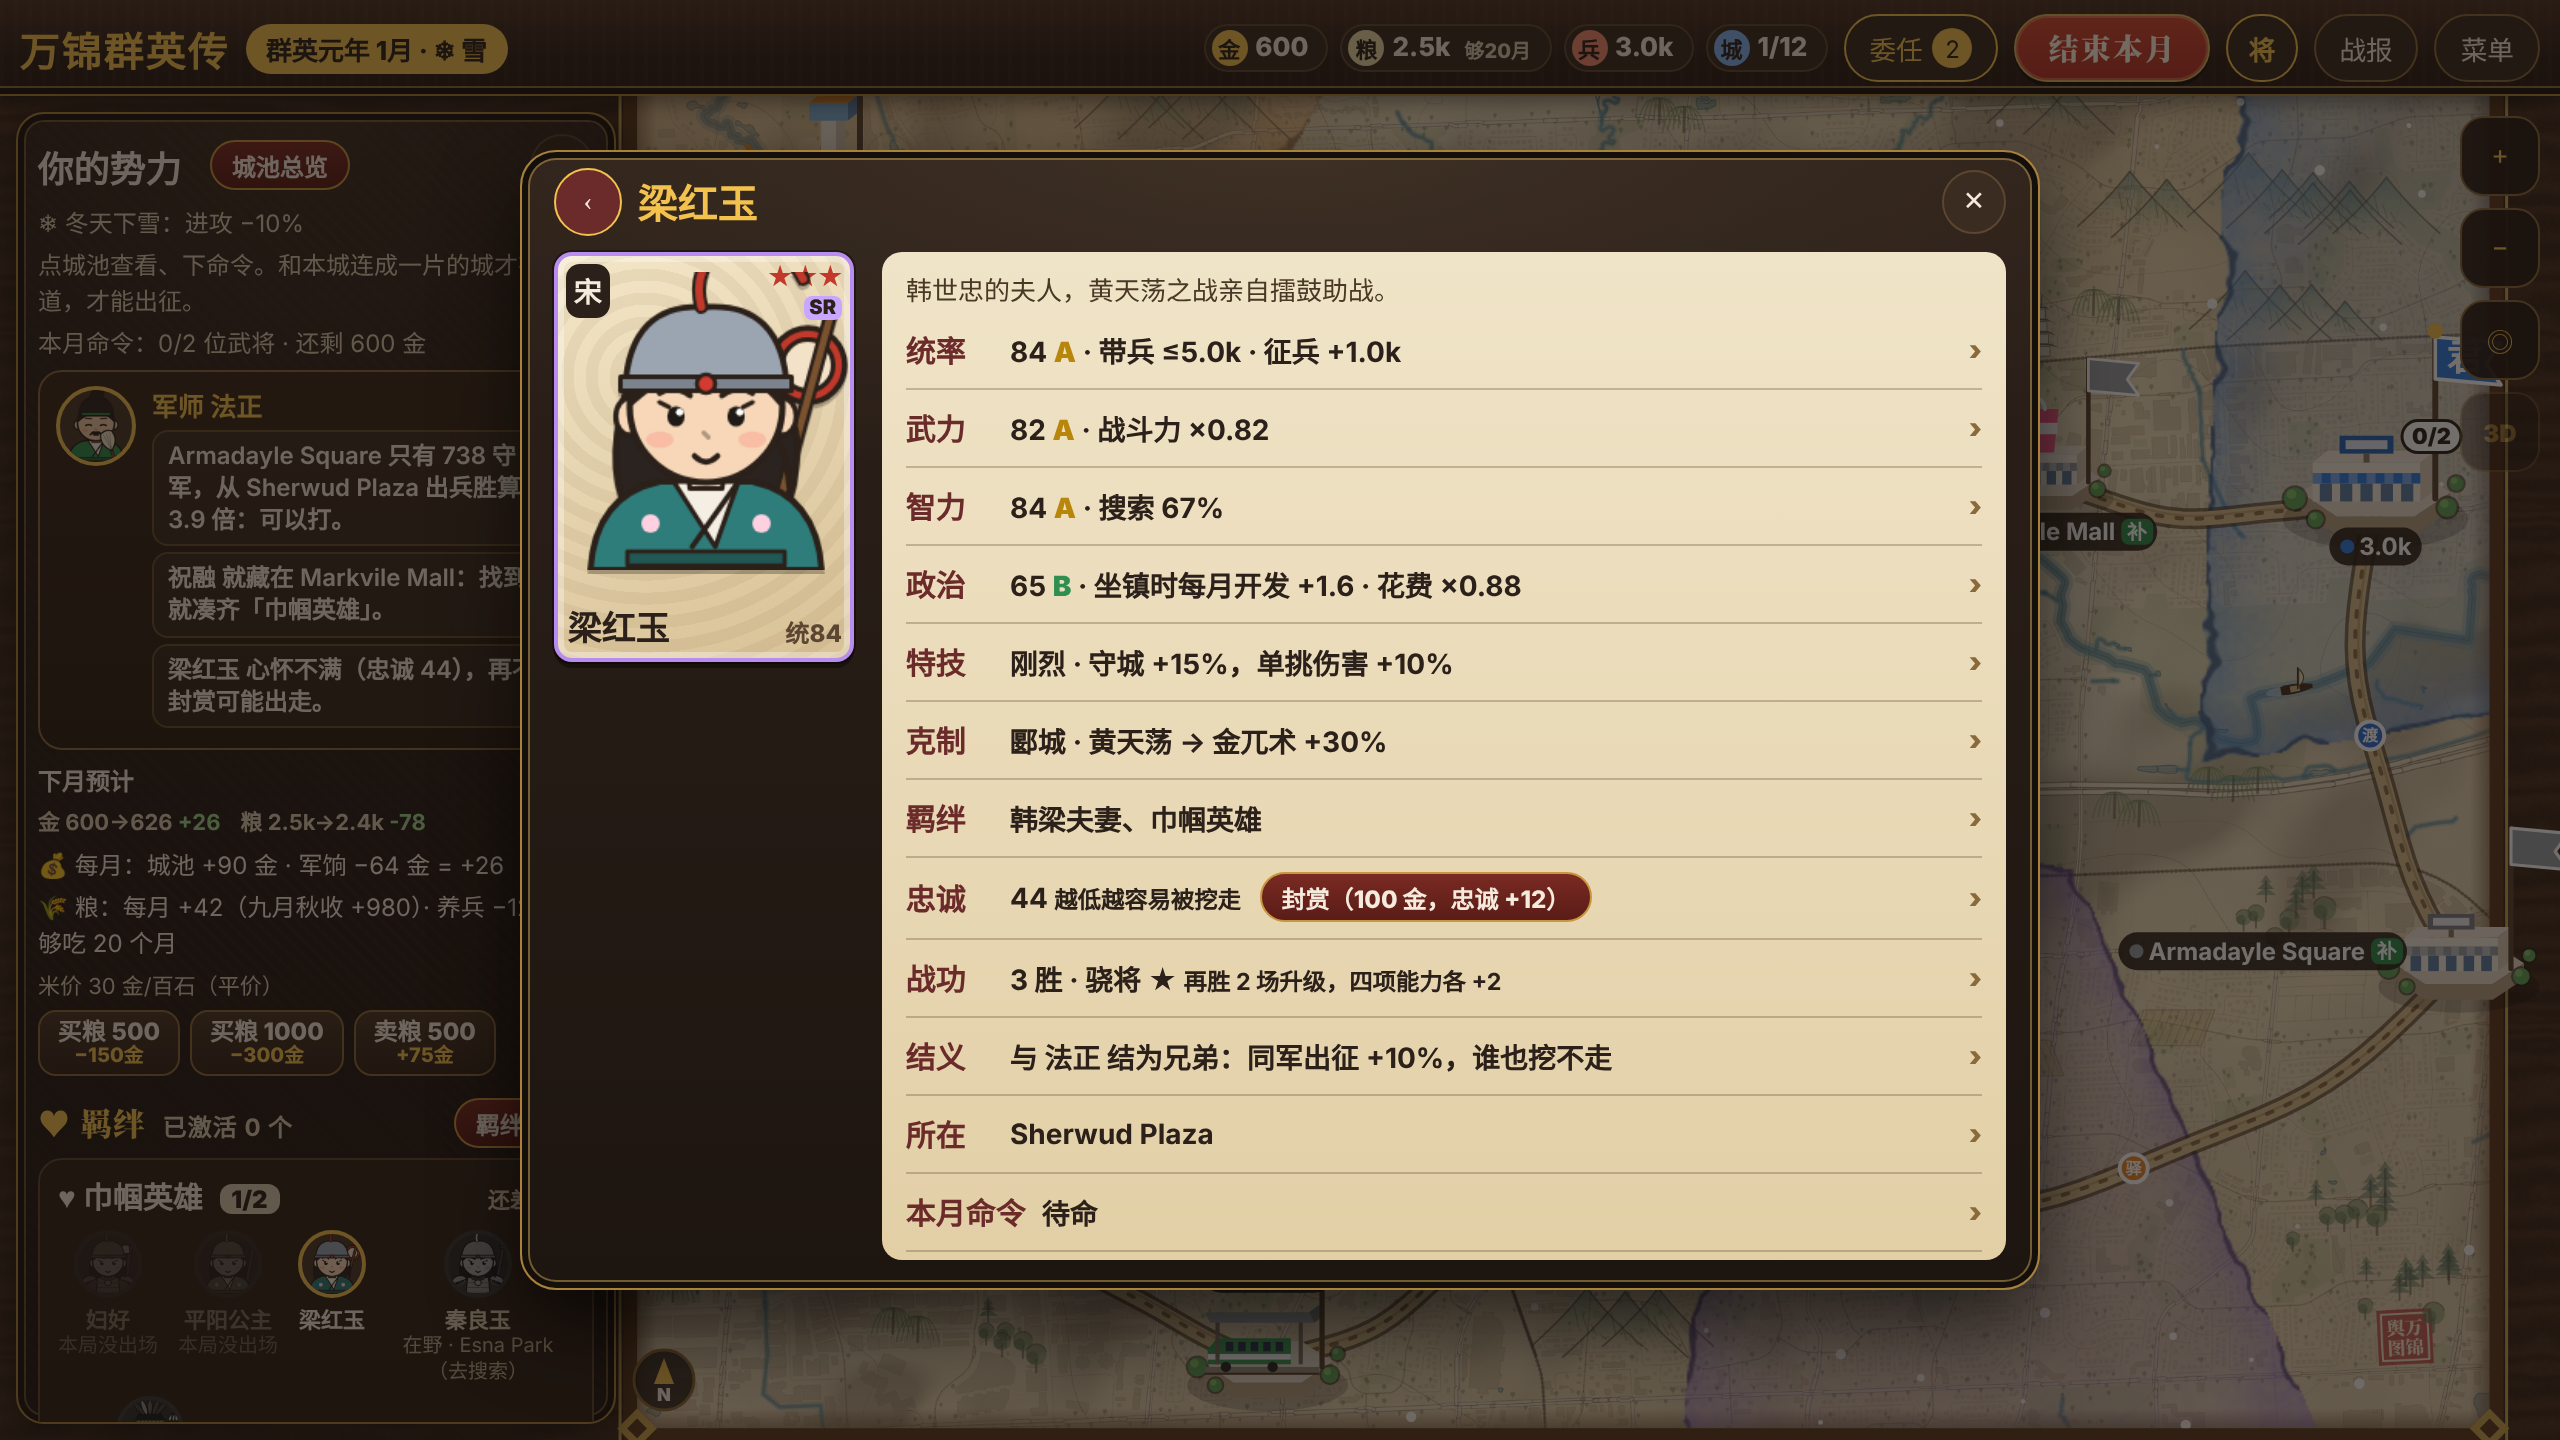 万锦群英传
群英元年 1月 · ❄ 雪
金 600
粮 2.5k 够20月
兵 3.0k
城 1/12
委任 2
结束本月
将
战报
菜单
你的势力
城池总览
❄ 冬天下雪：进攻 −10%
点城池查看、下命令。和本城连成一片的城才
道，才能出征。
本月命令：0/2 位武将 · 还剩 600 金
军师 法正
Armadayle Square 只有 738 守
军，从 Sherwud Plaza 出兵胜算
3.9 倍：可以打。
祝融 就藏在 Markvile Mall：找到
就凑齐「巾帼英雄」。
梁红玉 心怀不满（忠诚 44），再不
封赏可能出走。
下月预计
金 600→626 +26 粮 2.5k→2.4k -78
💰 每月：城池 +90 金 · 军饷 −64 金 = +26
🌾 粮：每月 +42（九月秋收 +980）· 养兵 −1
够吃 20 个月
米价 30 金/百石（平价）
买粮 500
−150金
买粮 1000
−300金
卖粮 500
+75金
♥ 羁绊 已激活 0 个
羁绊
♥ 巾帼英雄 1/2
还差
妇好
本局没出场
平阳公主
本局没出场
梁红玉
秦良玉
在野 · Esna Park
（去搜索）
‹
梁红玉
✕
宋
★★★
SR
梁红玉
统84
韩世忠的夫人，黄天荡之战亲自擂鼓助战。
统率 84 A · 带兵 ≤5.0k · 征兵 +1.0k ›
武力 82 A · 战斗力 ×0.82 ›
智力 84 A · 搜索 67% ›
政治 65 B · 坐镇时每月开发 +1.6 · 花费 ×0.88 ›
特技 刚烈 · 守城 +15%，单挑伤害 +10% ›
克制 郾城 · 黄天荡 → 金兀术 +30% ›
羁绊 韩梁夫妻、巾帼英雄 ›
忠诚 44 越低越容易被挖走 封赏（100 金，忠诚 +12） ›
战功 3 胜 · 骁将 ★ 再胜 2 场升级，四项能力各 +2 ›
结义 与 法正 结为兄弟：同军出征 +10%，谁也挖不走 ›
所在 Sherwud Plaza ›
本月命令 待命 ›
+
−
◎
3D
0/2
le Mall 补
3.0k
渡
Armadayle Square 补
驿
舆万
图锦
N